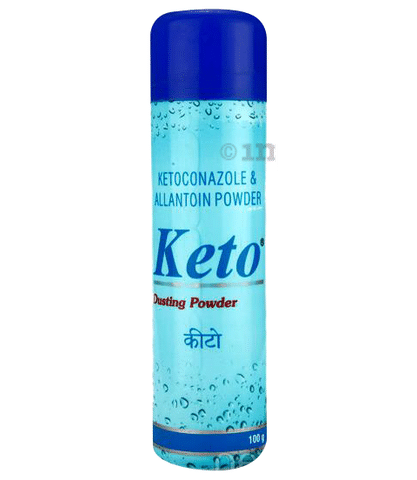 KETOCONAZOLE &
ALLANTOIN POWDER
Keto®
Dusting Powder
कीटो
100 g